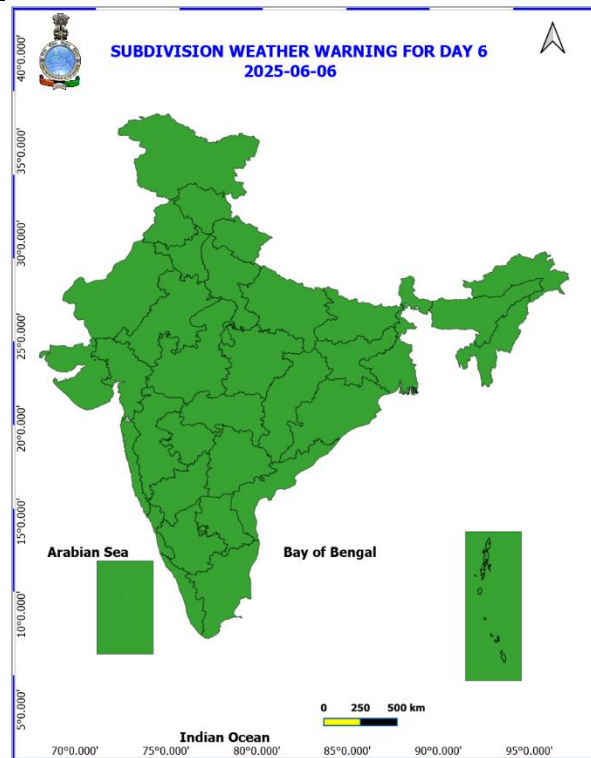 SUBDIVISION WEATHER WARNING FOR DAY 6
2025-06-06
40°0.000'
35°0.000'
30°0.000'
25°0.000'
20°0.000'
15°0.000'
Arabian Sea
Bay of Bengal
10°0.000'
5°0.000'
0 250 500 km
Indian Ocean
70°0.000' 75°0.000' 80°0.000' 85°0.000' 90°0.000' 95°0.000'